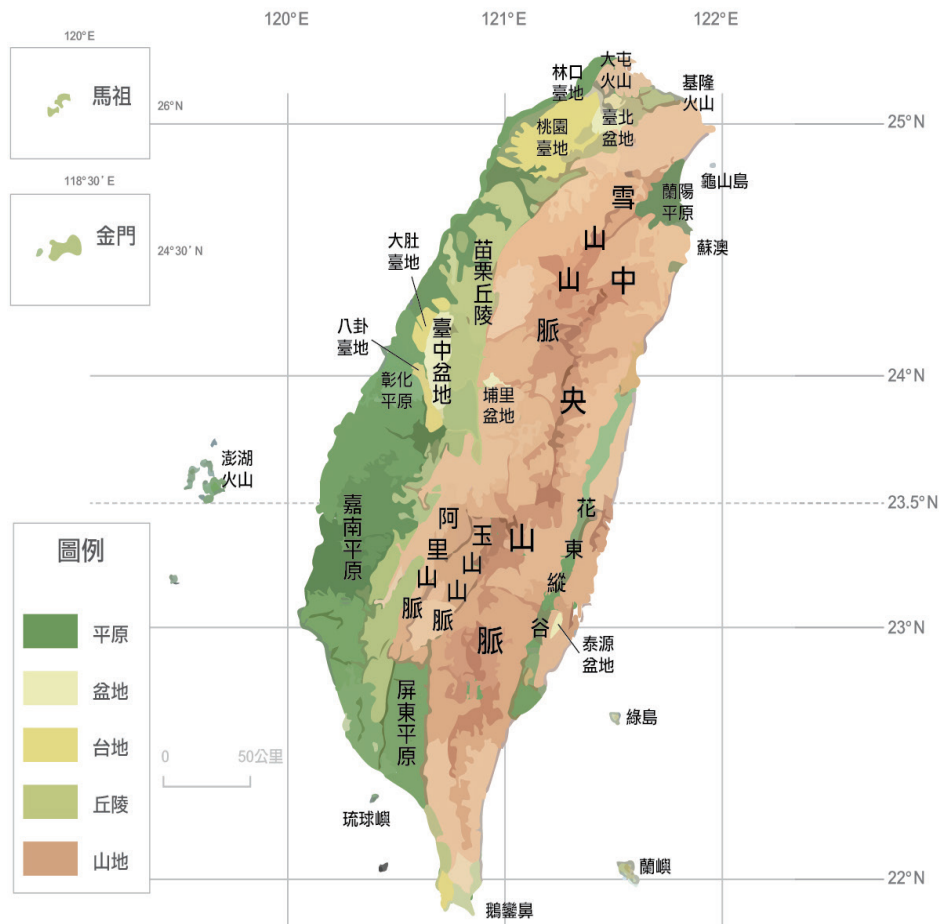 120°E
121°E
122°E
120°E
馬祖
26°N
118°30´E
金門
24°30´N
25°N
24°N
23.5°N
23°N
22°N
大屯
火山
林口
臺地
基隆
火山
臺北
盆地
桃園
臺地
龜山島
蘭陽
平原
蘇澳
雪山山脈
中央山脈
苗栗丘陵
大肚
臺地
八卦
臺地
臺中盆地
彰化
平原
埔里
盆地
澎湖
火山
嘉南平原
阿里山山脈
玉山山脈
花東縱谷
泰源
盆地
屏東平原
綠島
琉球嶼
蘭嶼
鵝鑾鼻
圖例
平原
盆地
台地
丘陵
山地
0 50公里